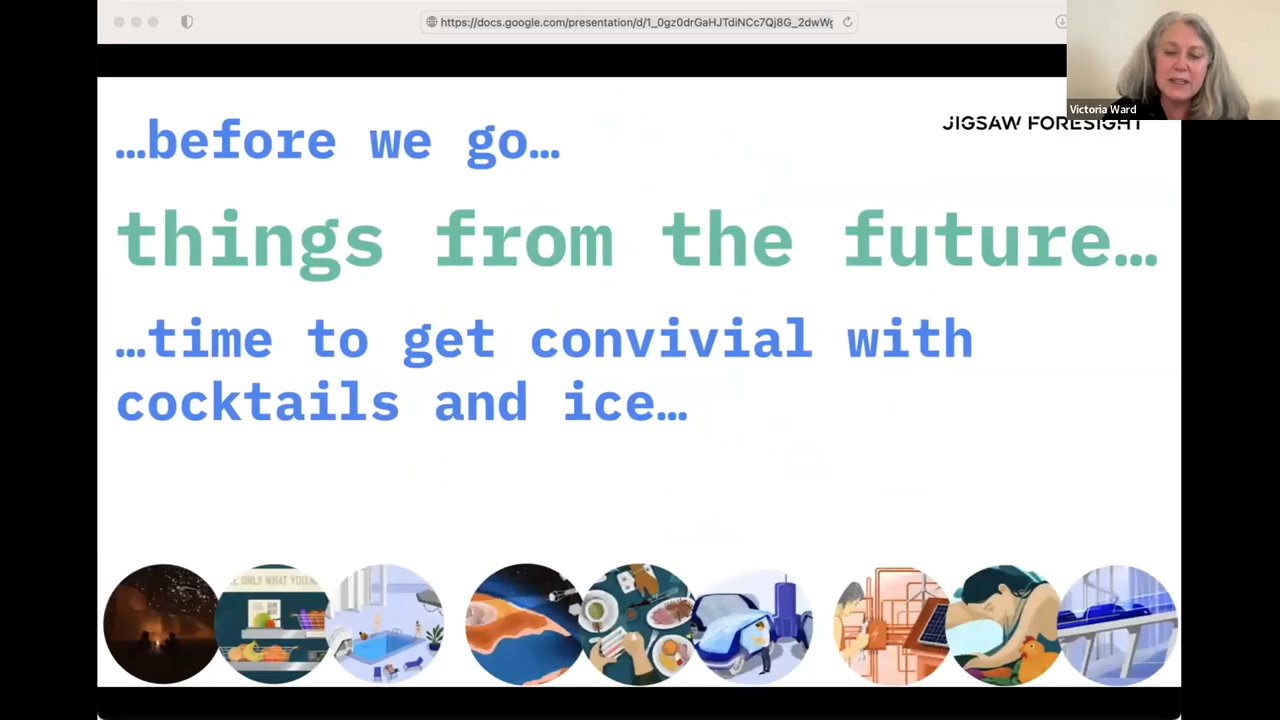 https://docs.google.com/presentation/d/1_0gz0drGaHJTdiNCc7Qj8G_2dwWg
Victoria Ward
JIGSAW FORESIGHT
…before we go…
things from the future…
…time to get convivial with
cocktails and ice…
ONLY WHAT YOU